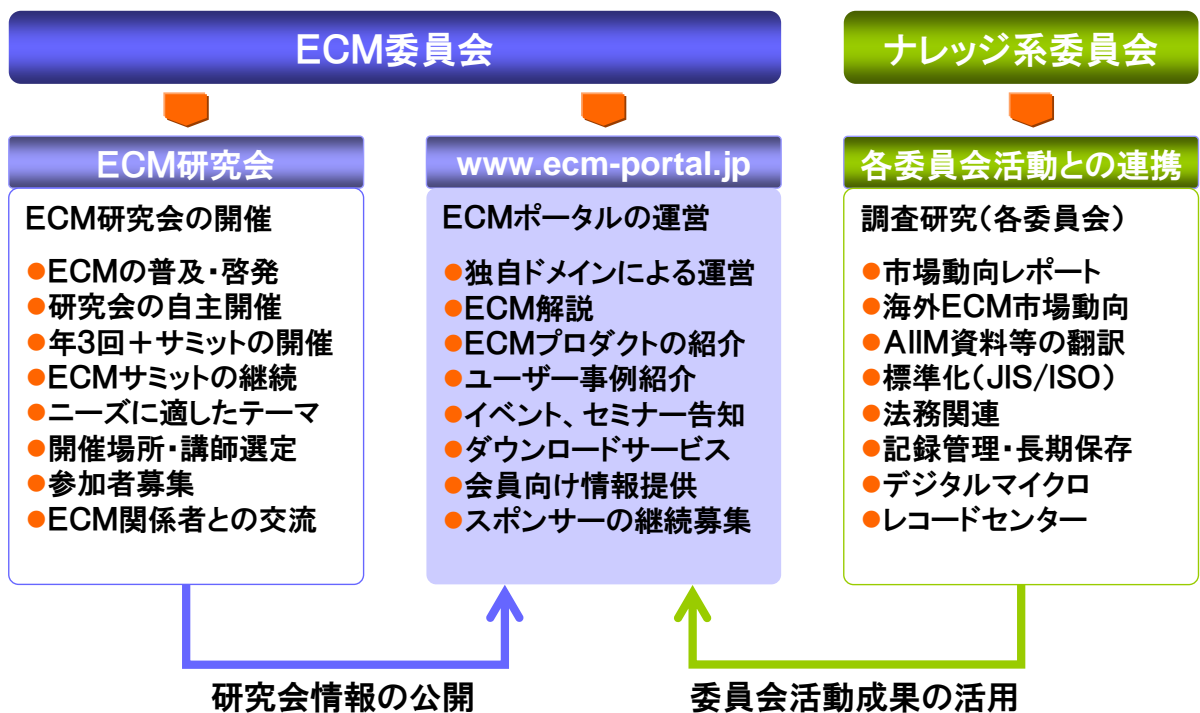 ECM委員会
ナレッジ系委員会
ECM研究会
ECM研究会の開催
●ECMの普及・啓発
●研究会の自主開催
●年3回＋サミットの開催
●ECMサミットの継続
●ニーズに適したテーマ
●開催場所・講師選定
●参加者募集
●ECM関係者との交流
www.ecm-portal.jp
ECMポータルの運営
●独自ドメインによる運営
●ECM解説
●ECMプロダクトの紹介
●ユーザー事例紹介
●イベント、セミナー告知
●ダウンロードサービス
●会員向け情報提供
●スポンサーの継続募集
各委員会活動との連携
調査研究（各委員会）
●市場動向レポート
●海外ECM市場動向
●AIIM資料等の翻訳
●標準化（JIS/ISO）
●法務関連
●記録管理・長期保存
●デジタルマイクロ
●レコードセンター
研究会情報の公開
委員会活動成果の活用